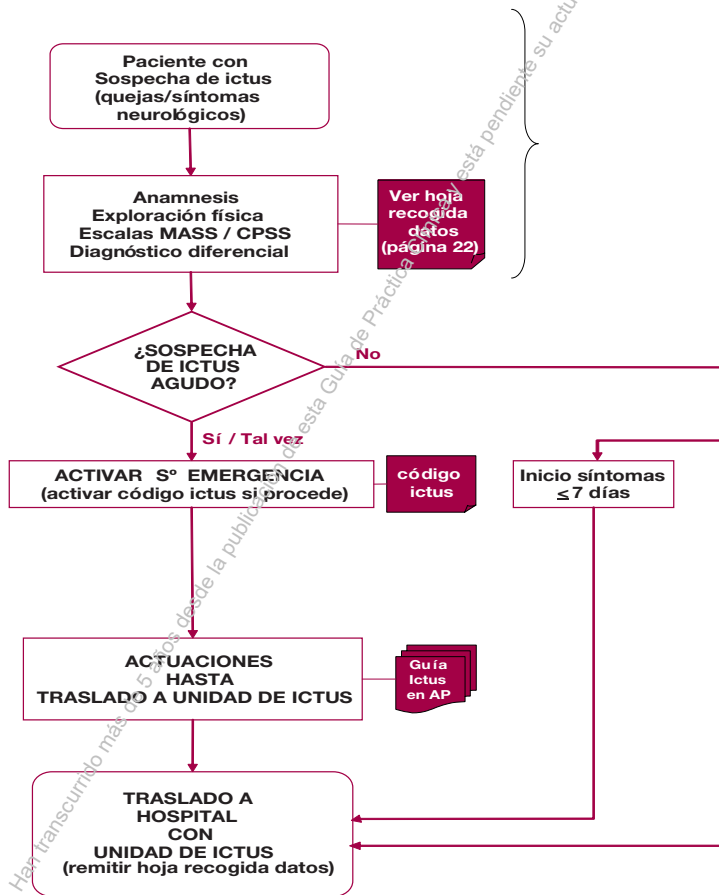 Paciente con
Sospecha de ictus
(quejas/síntomas
neurológicos)
Anamnesis
Exploración física
Escalas MASS / CPSS
Diagnóstico diferencial
Ver hoja
recogida
datos
(página 22)
¿SOSPECHA
DE ICTUS
AGUDO?
No
Sí / Tal vez
ACTIVAR Sº EMERGENCIA
(activar código ictus si procede)
código
ictus
Inicio síntomas
≤ 7 días
ACTUACIONES
HASTA
TRASLADO A UNIDAD DE ICTUS
Guía
Ictus
en AP
TRASLADO A
HOSPITAL
CON
UNIDAD DE ICTUS
(remitir hoja recogida datos)
Han transcurrido más de 5 años desde la publicación de esta Guía de Práctica Clínica y está pendiente su actu